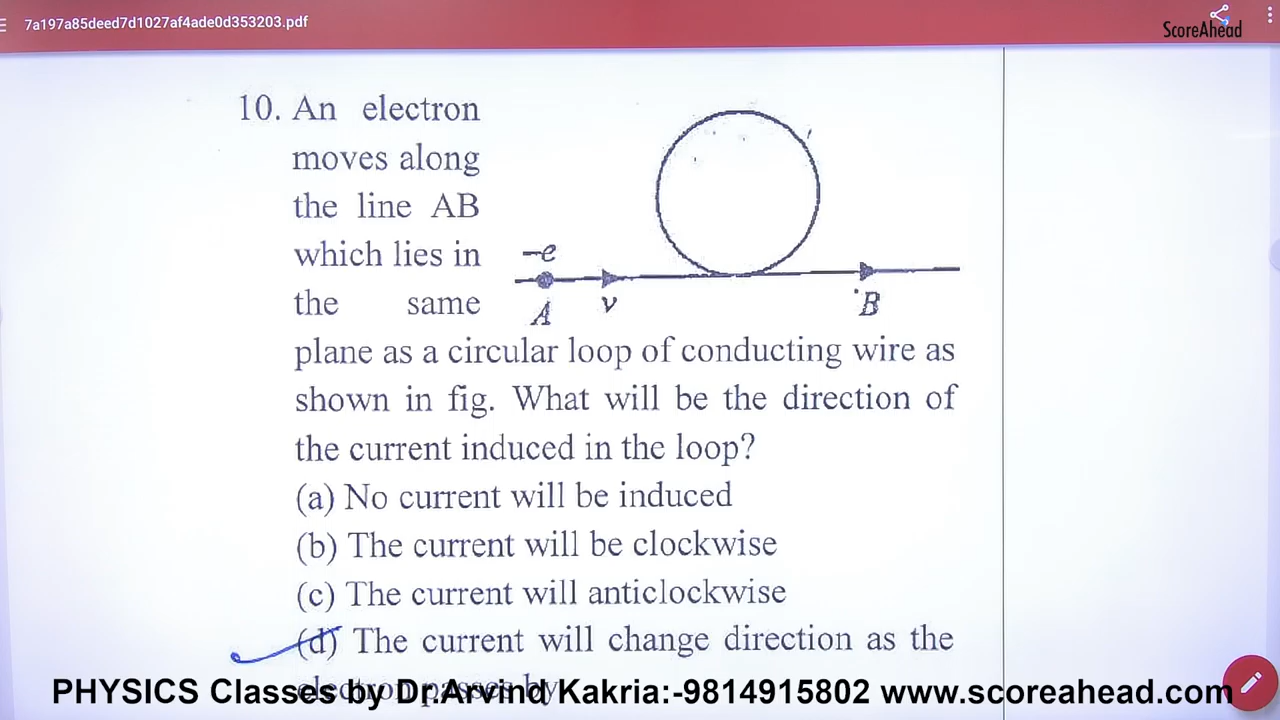 7a197a85deed7d1027af4ade0d353203.pdf
ScoreAhead
10. An electron
moves along
the line AB
which lies in
the same
plane as a circular loop of conducting wire as
shown in fig. What will be the direction of
the current induced in the loop?
(a) No current will be induced
(b) The current will be clockwise
(c) The current will anticlockwise
(d) The current will change direction as the
electron passes by
-e
A
v
B
PHYSICS Classes by Dr.Arvind Kakria:-9814915802 www.scoreahead.com